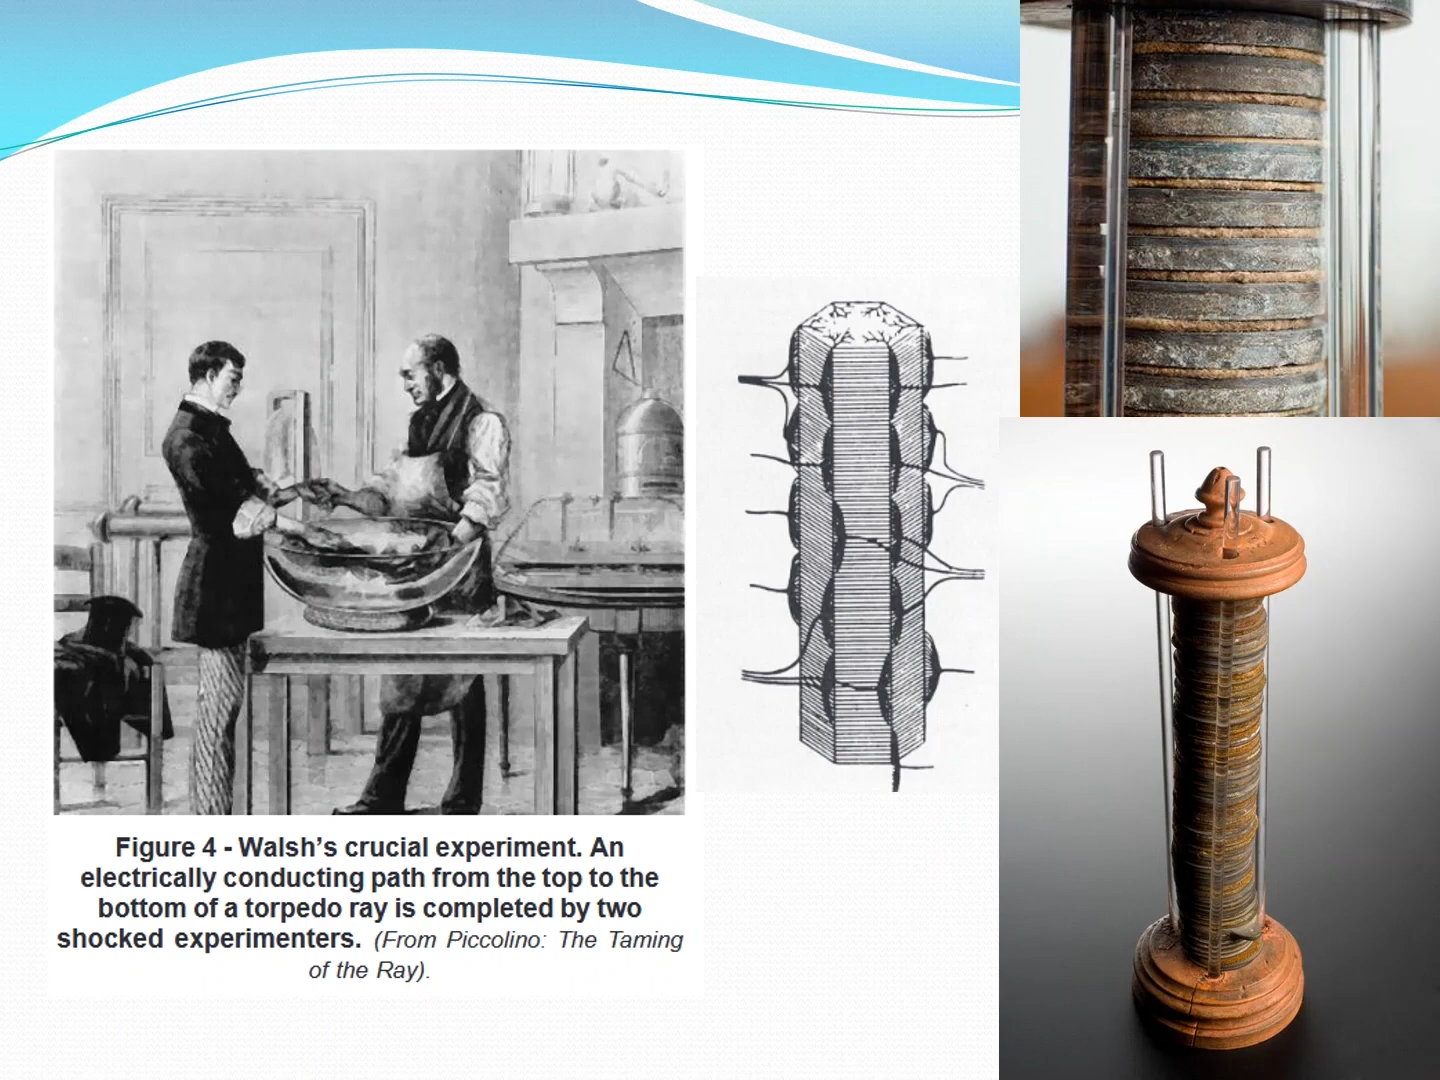 Figure 4 - Walsh’s crucial experiment. An
electrically conducting path from the top to the
bottom of a torpedo ray is completed by two
shocked experimenters. (From Piccolino: The Taming
of the Ray).